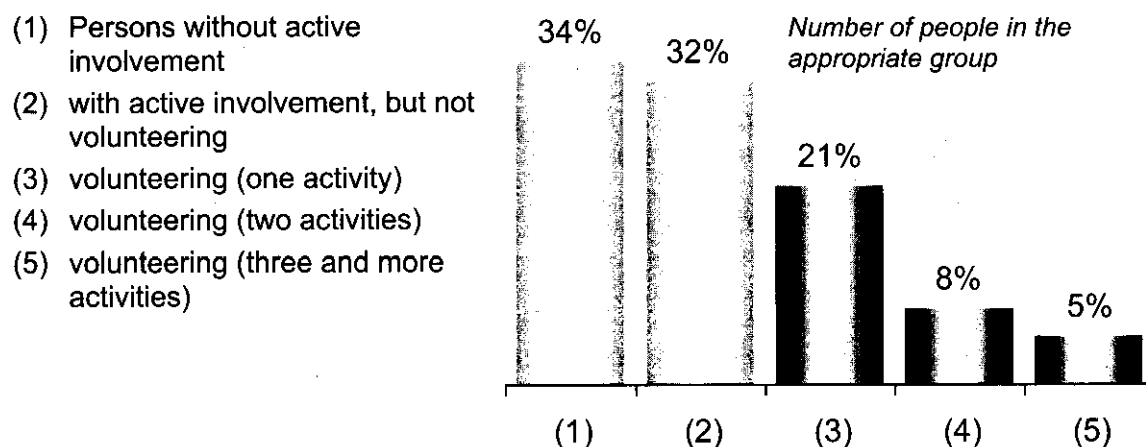 (1) Persons without active
involvement
(2) with active involvement, but not
volunteering
(3) volunteering (one activity)
(4) volunteering (two activities)
(5) volunteering (three and more
activities)
Number of people in the
appropriate group
34%
32%
21%
8%
5%
(1)
(2)
(3)
(4)
(5)